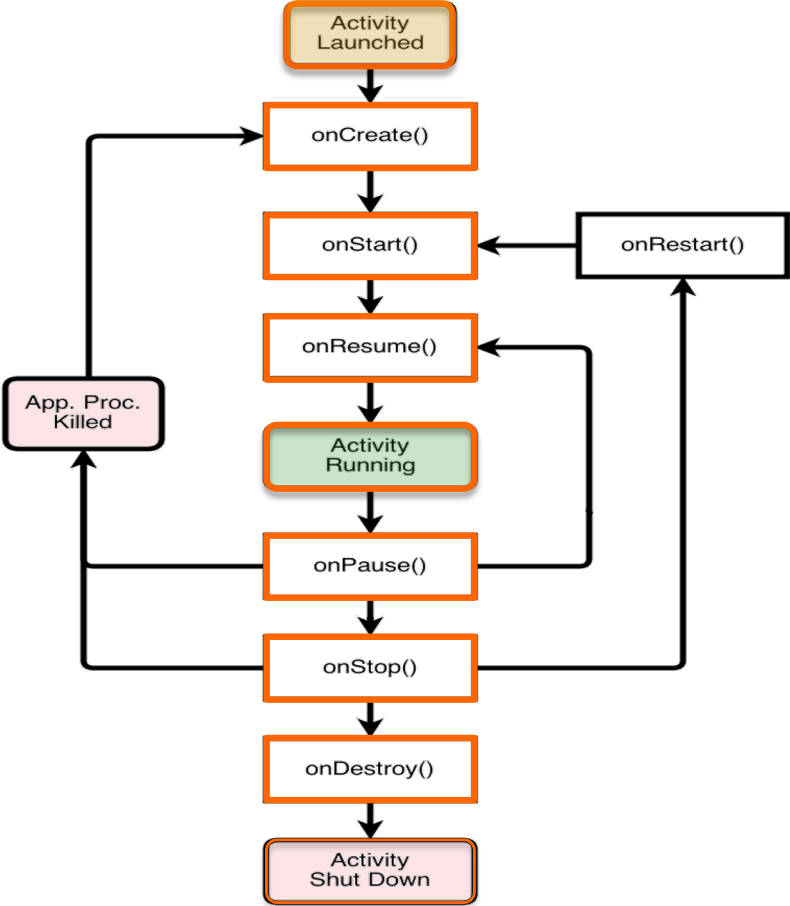 Activity
Launched
onCreate()
onStart()
onRestart()
onResume()
App. Proc.
Killed
Activity
Running
onPause()
onStop()
onDestroy()
Activity
Shut Down